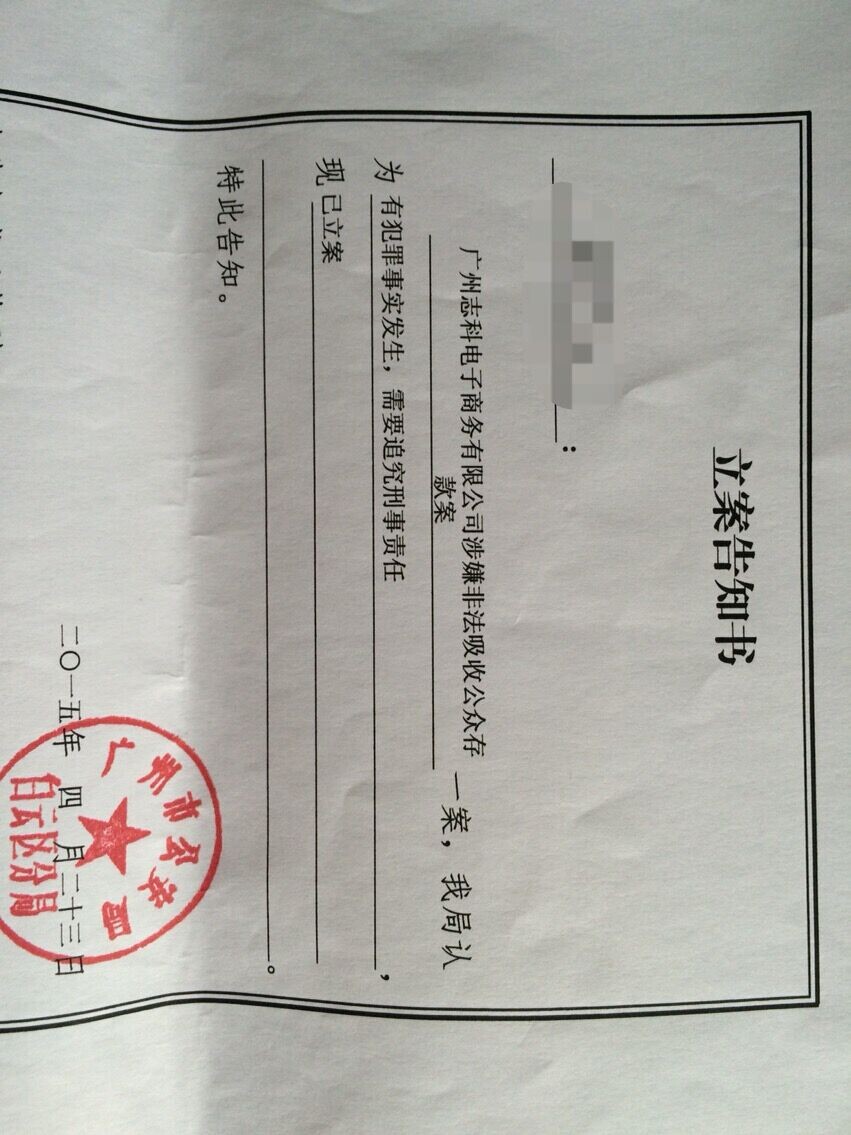 立案告知书
：
广州志科电子商务有限公司涉嫌非法吸收公众存
款案
一案，我局认
为 有犯罪事实发生，需要追究刑事责任 ，
现 已立案
。
特此告知。
二〇一五年 四 月二十三日
广州市公安局
白云区分局